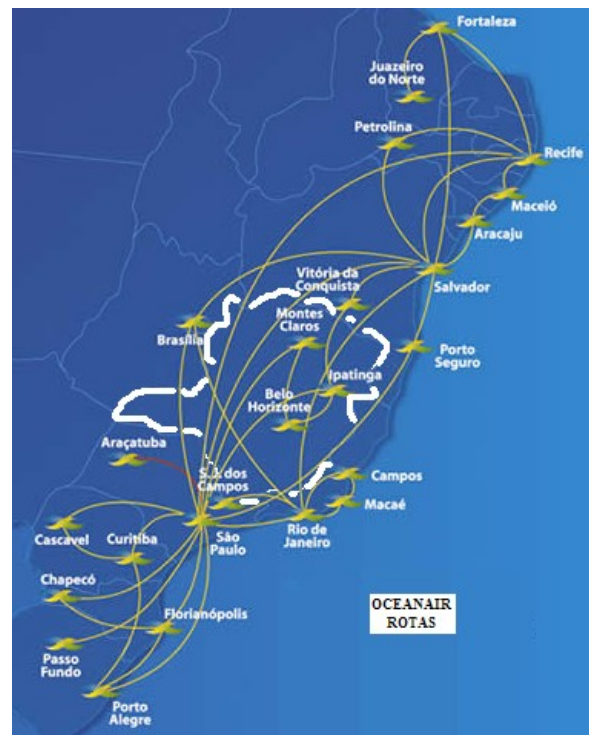 Fortaleza
Juazeiro
do Norte
Petrolina
Recife
Maceió
Aracaju
Vitória da
Conquista
Salvador
Montes
Claros
Brasília
Porto
Seguro
Ipatinga
Belo
Horizonte
Araçatuba
S. J. dos
Campos
Campos
Macaé
Rio de
Janeiro
São
Paulo
Cascavel
Curitiba
Chapecó
Florianópolis
Passo
Fundo
Porto
Alegre
OCEANAIR
ROTAS